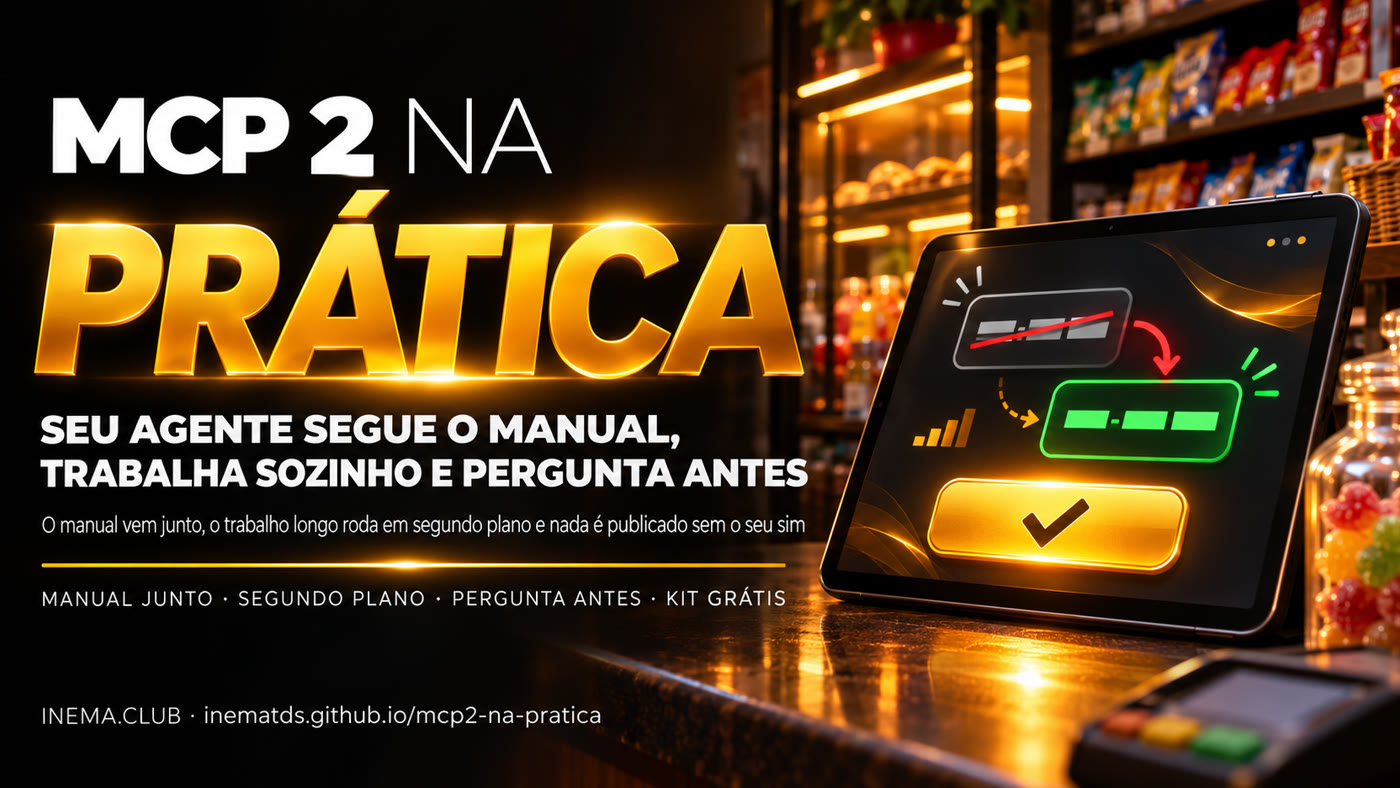 MCP 2 NA
PRÁTICA
SEU AGENTE SEGUE O MANUAL,
TRABALHA SOZINHO E PERGUNTA ANTES
O manual vem junto, o trabalho longo roda em segundo plano e nada é publicado sem o seu sim
MANUAL JUNTO · SEGUNDO PLANO · PERGUNTA ANTES · KIT GRÁTIS
INEMA.CLUB · inematds.github.io/mcp2-na-pratica